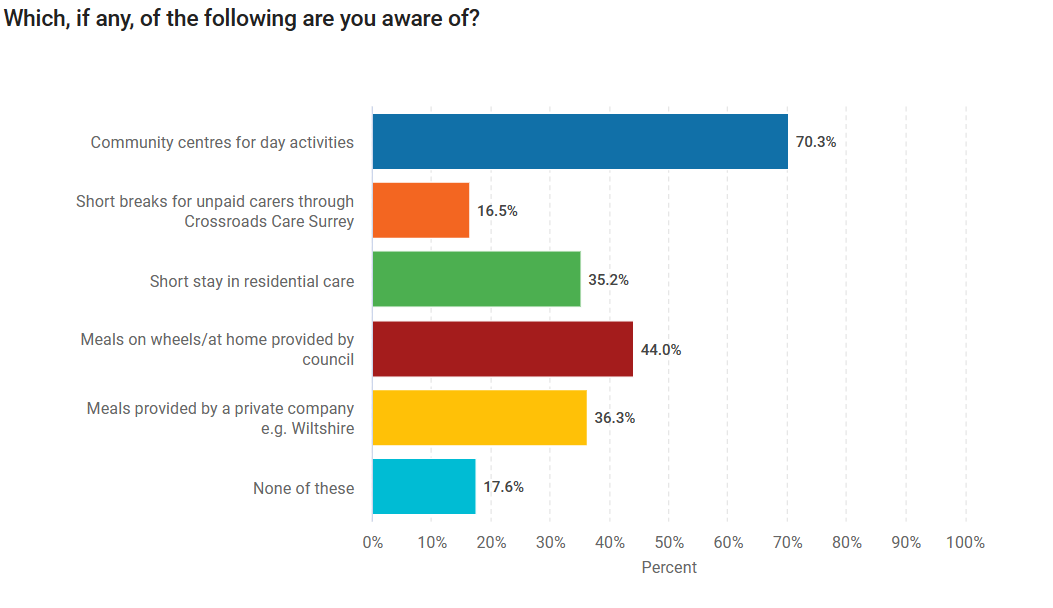 Which, if any, of the following are you aware of?
Community centres for day activities
70.3%
Short breaks for unpaid carers through
Crossroads Care Surrey
16.5%
Short stay in residential care
35.2%
Meals on wheels/at home provided by
council
44.0%
Meals provided by a private company
e.g. Wiltshire
36.3%
None of these
17.6%
0% 10% 20% 30% 40% 50% 60% 70% 80% 90% 100%
Percent